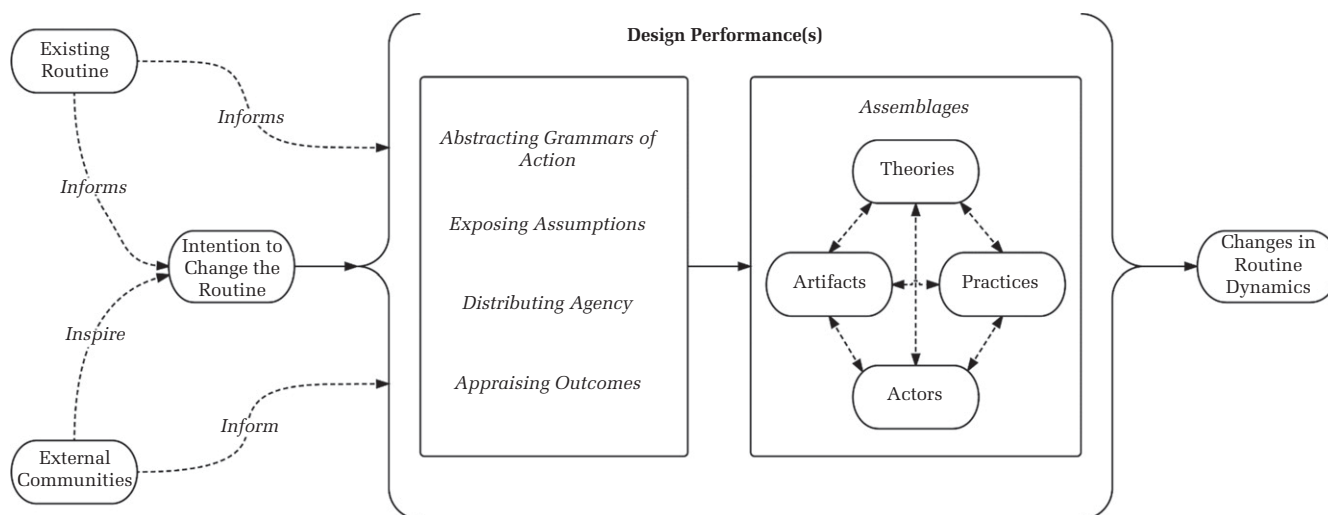 Design Performance(s)
Existing
Routine
Informs
Informs
Intention to
Change the
Routine
Inspire
Inform
External
Communities
Abstracting Grammars of
Action
Exposing Assumptions
Distributing Agency
Appraising Outcomes
Assemblages
Theories
Artifacts
Practices
Actors
Changes in
Routine
Dynamics